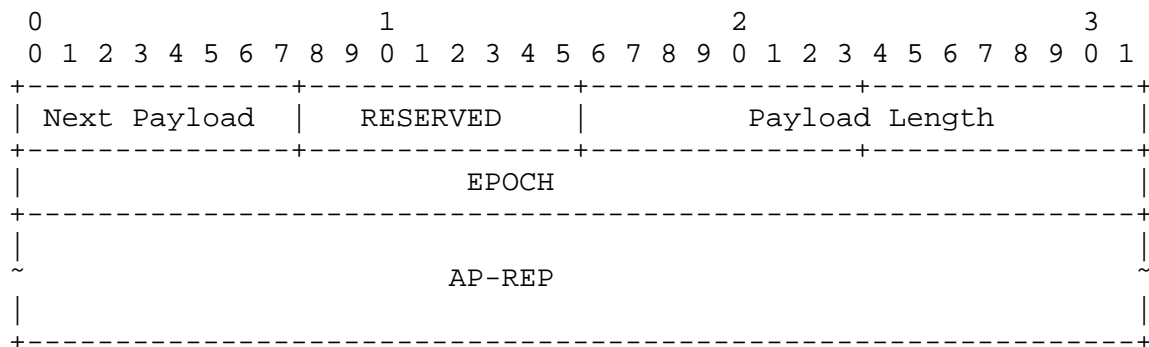 0                   1                   2                   3
0 1 2 3 4 5 6 7 8 9 0 1 2 3 4 5 6 7 8 9 0 1 2 3 4 5 6 7 8 9 0 1
+---------------+---------------+---------------+---------------+
| Next Payload  |   RESERVED    |         Payload Length        |
+---------------+---------------+---------------+---------------+
|                         EPOCH                                 |
+---------------------------------------------------------------+
|                                                               |
~                        AP-REP                                 ~
|                                                               |
+---------------------------------------------------------------+